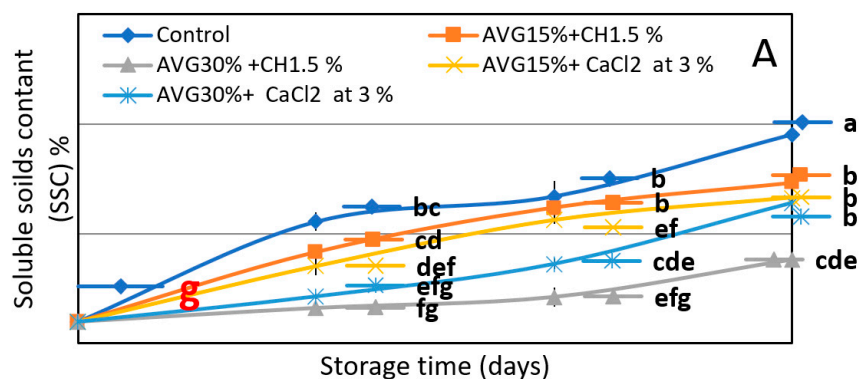 Control
AVG15%+CH1.5 %
AVG30% +CH1.5 %
AVG15%+ CaCl2 at 3 %
AVG30%+ CaCl2 at 3 %
A
Soluble soilds contant
(SSC) %
a
b
b
b
cde
b
b
ef
cde
efg
bc
cd
def
efg
fg
g
g
Storage time (days)